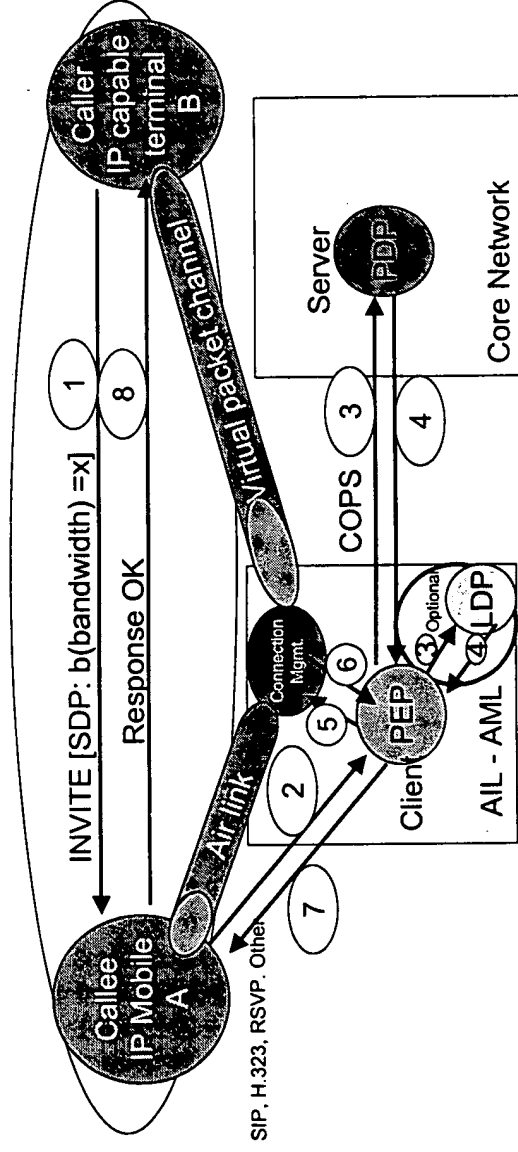 Caller
IP capable
terminal
B
1
INVITE [SDP: b(bandwidth) =x]
8
Response OK
Callee
IP Mobile
A
Air link
Virtual packet channel
Connection
Mgmt.
2
7
SIP, H.323, RSVP. Other
5
6
PEP
Client
3
Optional
4
LDP
AIL - AML
COPS
3
4
Server
PDP
Core Network